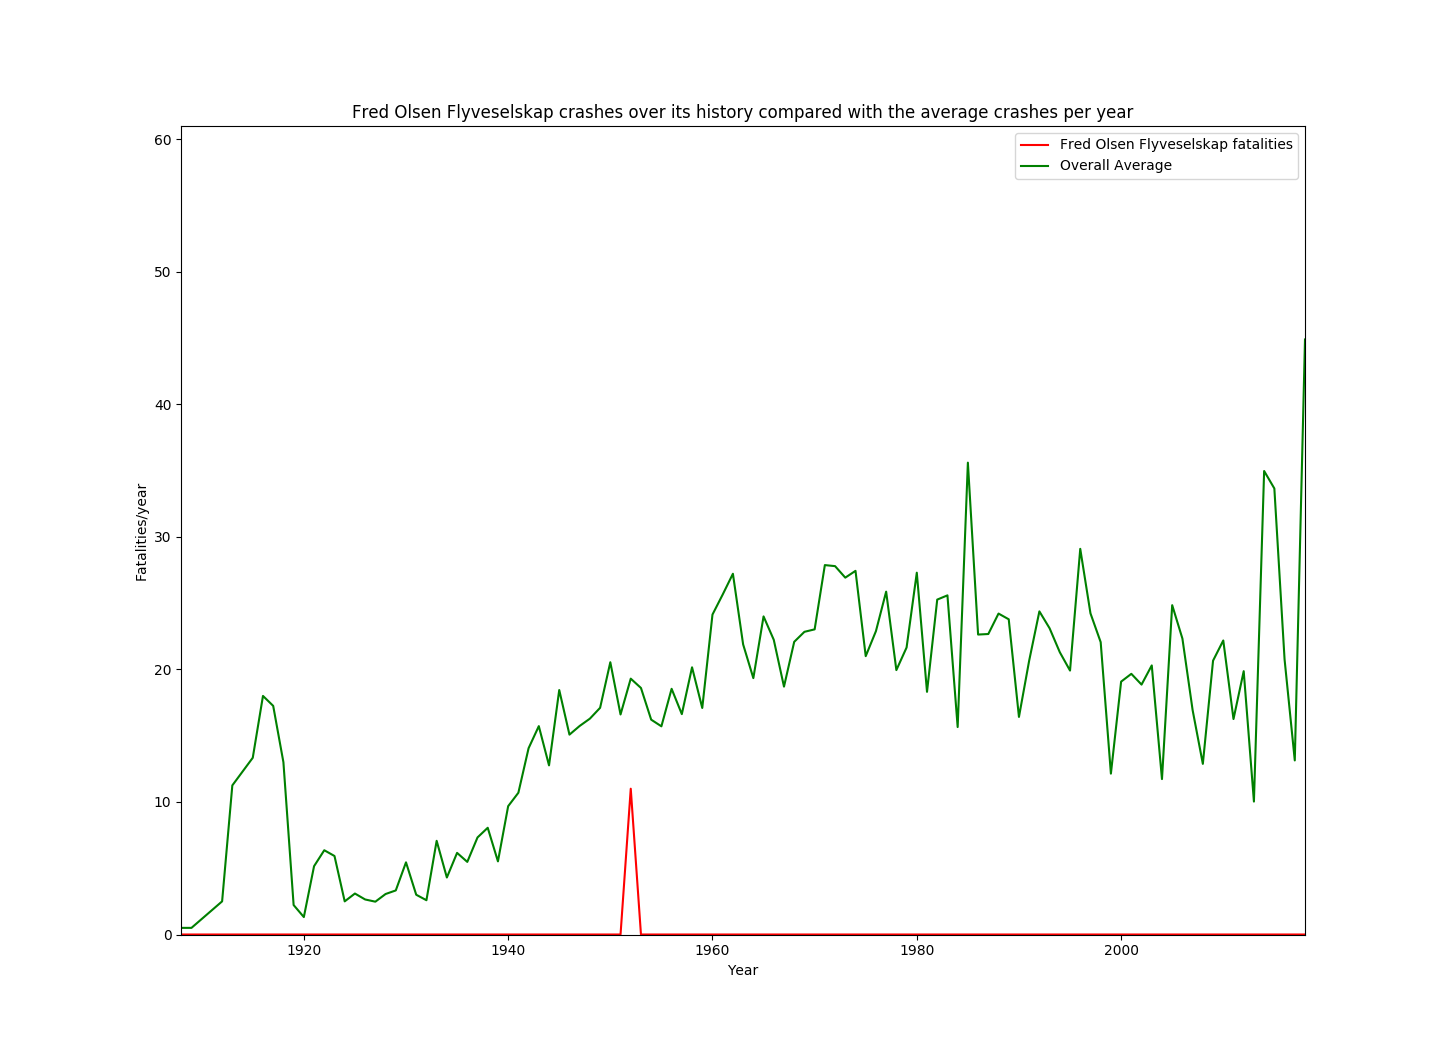 Fred Olsen Flyveselskap crashes over its history compared with the average crashes per year
Fred Olsen Flyveselskap fatalities
Overall Average
60
50
40
30
20
10
0
Fatalities/year
1920 1940 1960 1980 2000
Year